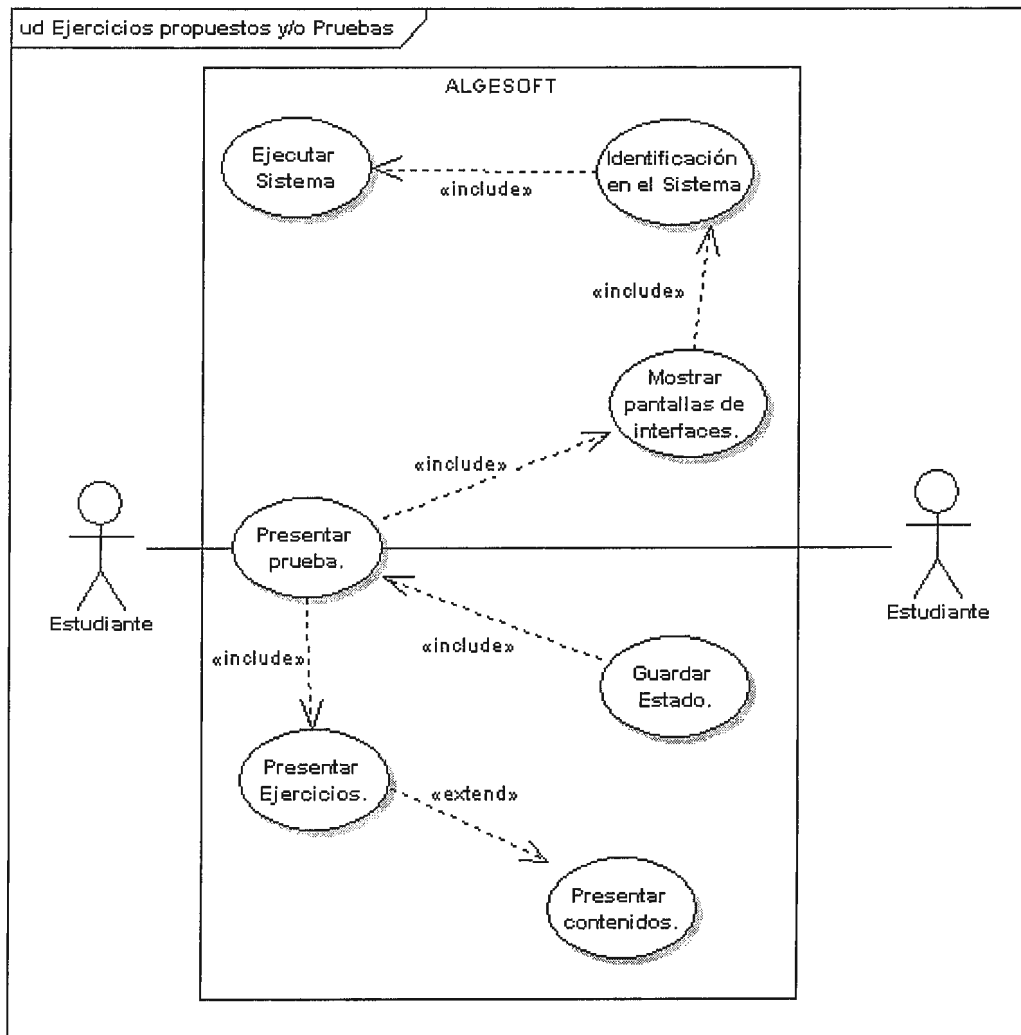 ud Ejercicios propuestos y/o Pruebas
ALGESOFT
Ejecutar
Sistema
Identificación
en el Sistema
«include»
«include»
Mostrar
pantallas de
interfaces.
«include»
Presentar
prueba.
Estudiante
Estudiante
«include»
«include»
Guardar
Estado.
Presentar
Ejercicios.
«extend»
Presentar
contenidos.